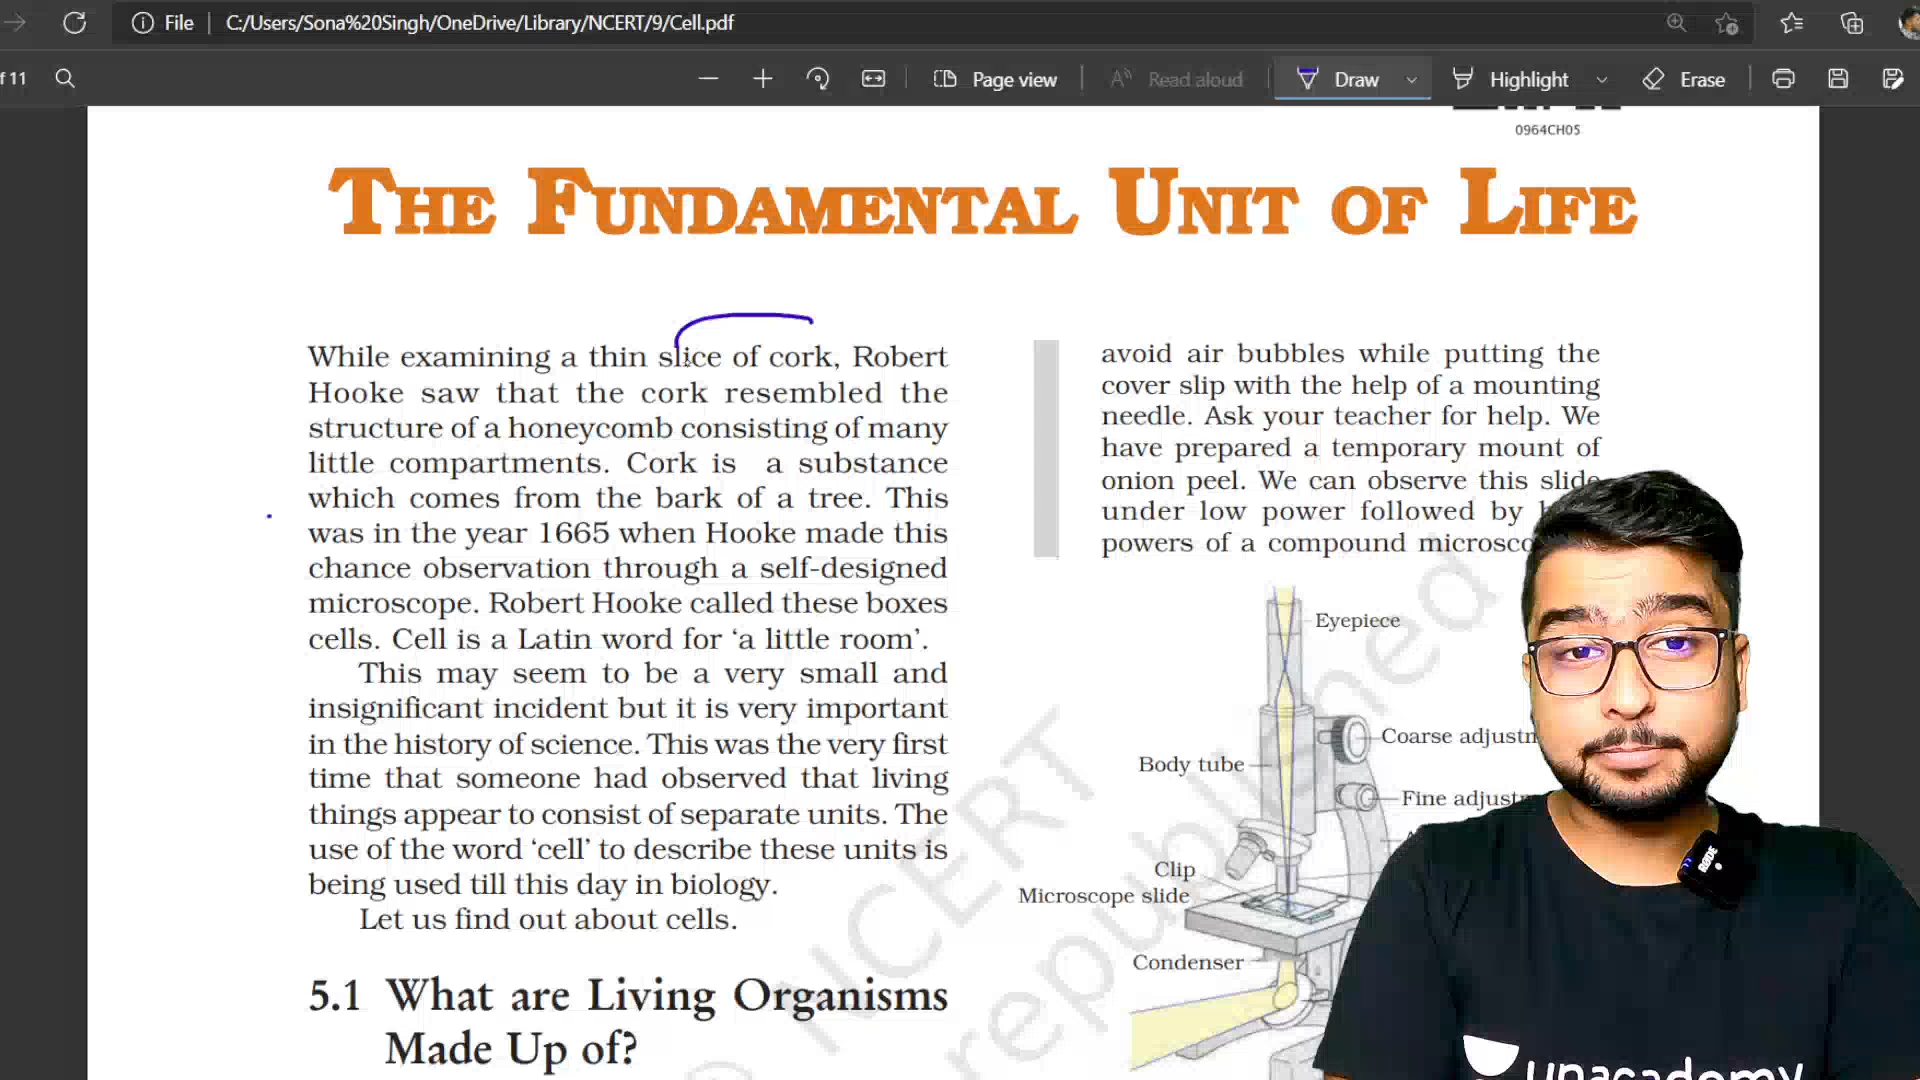 File
C:/Users/Sona%20Singh/OneDrive/Library/NCERT/9/Cell.pdf
f 11
Page view
Read aloud
Draw
Highlight
Erase
0964CH05
THE FUNDAMENTAL UNIT OF LIFE
While examining a thin slice of cork, Robert
Hooke saw that the cork resembled the
structure of a honeycomb consisting of many
little compartments. Cork is a substance
which comes from the bark of a tree. This
was in the year 1665 when Hooke made this
chance observation through a self-designed
microscope. Robert Hooke called these boxes
cells. Cell is a Latin word for ‘a little room’.
This may seem to be a very small and
insignificant incident but it is very important
in the history of science. This was the very first
time that someone had observed that living
things appear to consist of separate units. The
use of the word ‘cell’ to describe these units is
being used till this day in biology.
Let us find out about cells.
5.1 What are Living Organisms
Made Up of?
avoid air bubbles while putting the
cover slip with the help of a mounting
needle. Ask your teacher for help. We
have prepared a temporary mount of
onion peel. We can observe this slide
under low power followed by
powers of a compound
Eyepiece
Coarse
Body tube
Fine
Clip
Microscope slide
Condenser
© NCERT
republished
RØDE
unacademy